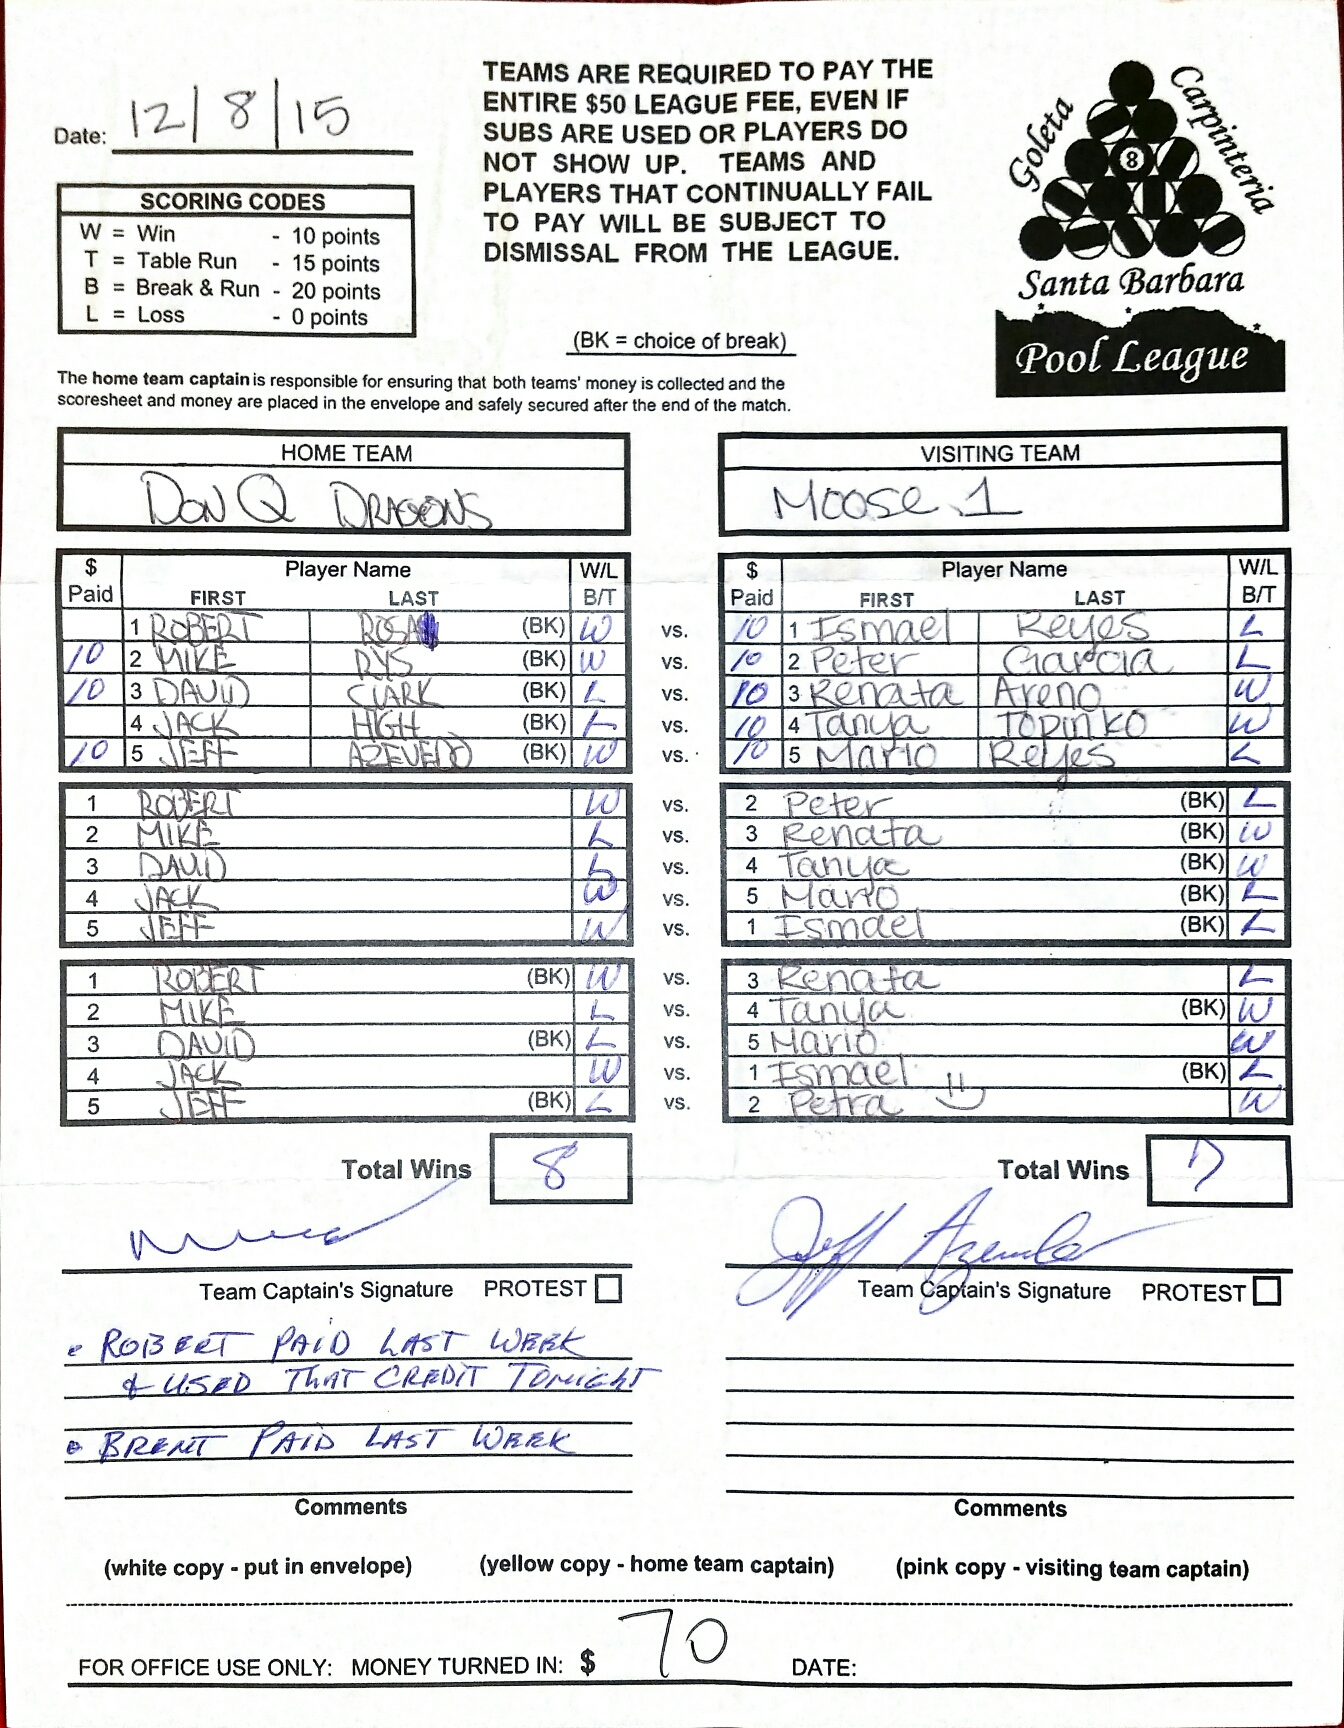 Date: 12/8/15
TEAMS ARE REQUIRED TO PAY THE
ENTIRE $50 LEAGUE FEE, EVEN IF
SUBS ARE USED OR PLAYERS DO
NOT SHOW UP. TEAMS AND
PLAYERS THAT CONTINUALLY FAIL
TO PAY WILL BE SUBJECT TO
DISMISSAL FROM THE LEAGUE.
Goleta
Carpinteria
8
Santa Barbara
Pool League
SCORING CODES
W = Win - 10 points
T = Table Run - 15 points
B = Break & Run - 20 points
L = Loss - 0 points
(BK = choice of break)
The home team captain is responsible for ensuring that both teams' money is collected and the
scoresheet and money are placed in the envelope and safely secured after the end of the match.
HOME TEAM VISITING TEAM
DON Q DRAGONS Moose 1
$ Paid Player Name FIRST LAST W/L B/T $ Paid Player Name FIRST LAST W/L B/T
1 ROBERT (BK) W vs. 10 1 Ismael Reyes L
10 2 MIKE RYS (BK) W vs. 10 2 Peter Garcia L
10 3 DAVID CLARK (BK) L vs. 10 3 Renata Areno W
4 JACK HIGH (BK) L vs. 10 4 Tanya Topinko W
10 5 JEFF AZEVEDO (BK) W vs. 10 5 Mario Reyes L
1 ROBERT W vs. 2 Peter (BK) L
2 MIKE L vs. 3 Renata (BK) W
3 DAVID L vs. 4 Tanya (BK) W
4 JACK W vs. 5 Mario (BK) L
5 JEFF W vs. 1 Ismael (BK) L
1 ROBERT (BK) W vs. 3 Renata L
2 MIKE L vs. 4 Tanya (BK) W
3 DAVID (BK) L vs. 5 Mario W
4 JACK W vs. 1 Ismael (BK) L
5 JEFF (BK) L vs. 2 Petra W
Total Wins 8 Total Wins 7
Jeff Azevedo
Team Captain's Signature PROTEST Team Captain's Signature PROTEST
• ROBERT PAID LAST WEEK
& USED THAT CREDIT TONIGHT
• BRENT PAID LAST WEEK
Comments Comments
(white copy - put in envelope) (yellow copy - home team captain) (pink copy - visiting team captain)
FOR OFFICE USE ONLY: MONEY TURNED IN: $ 70 DATE: